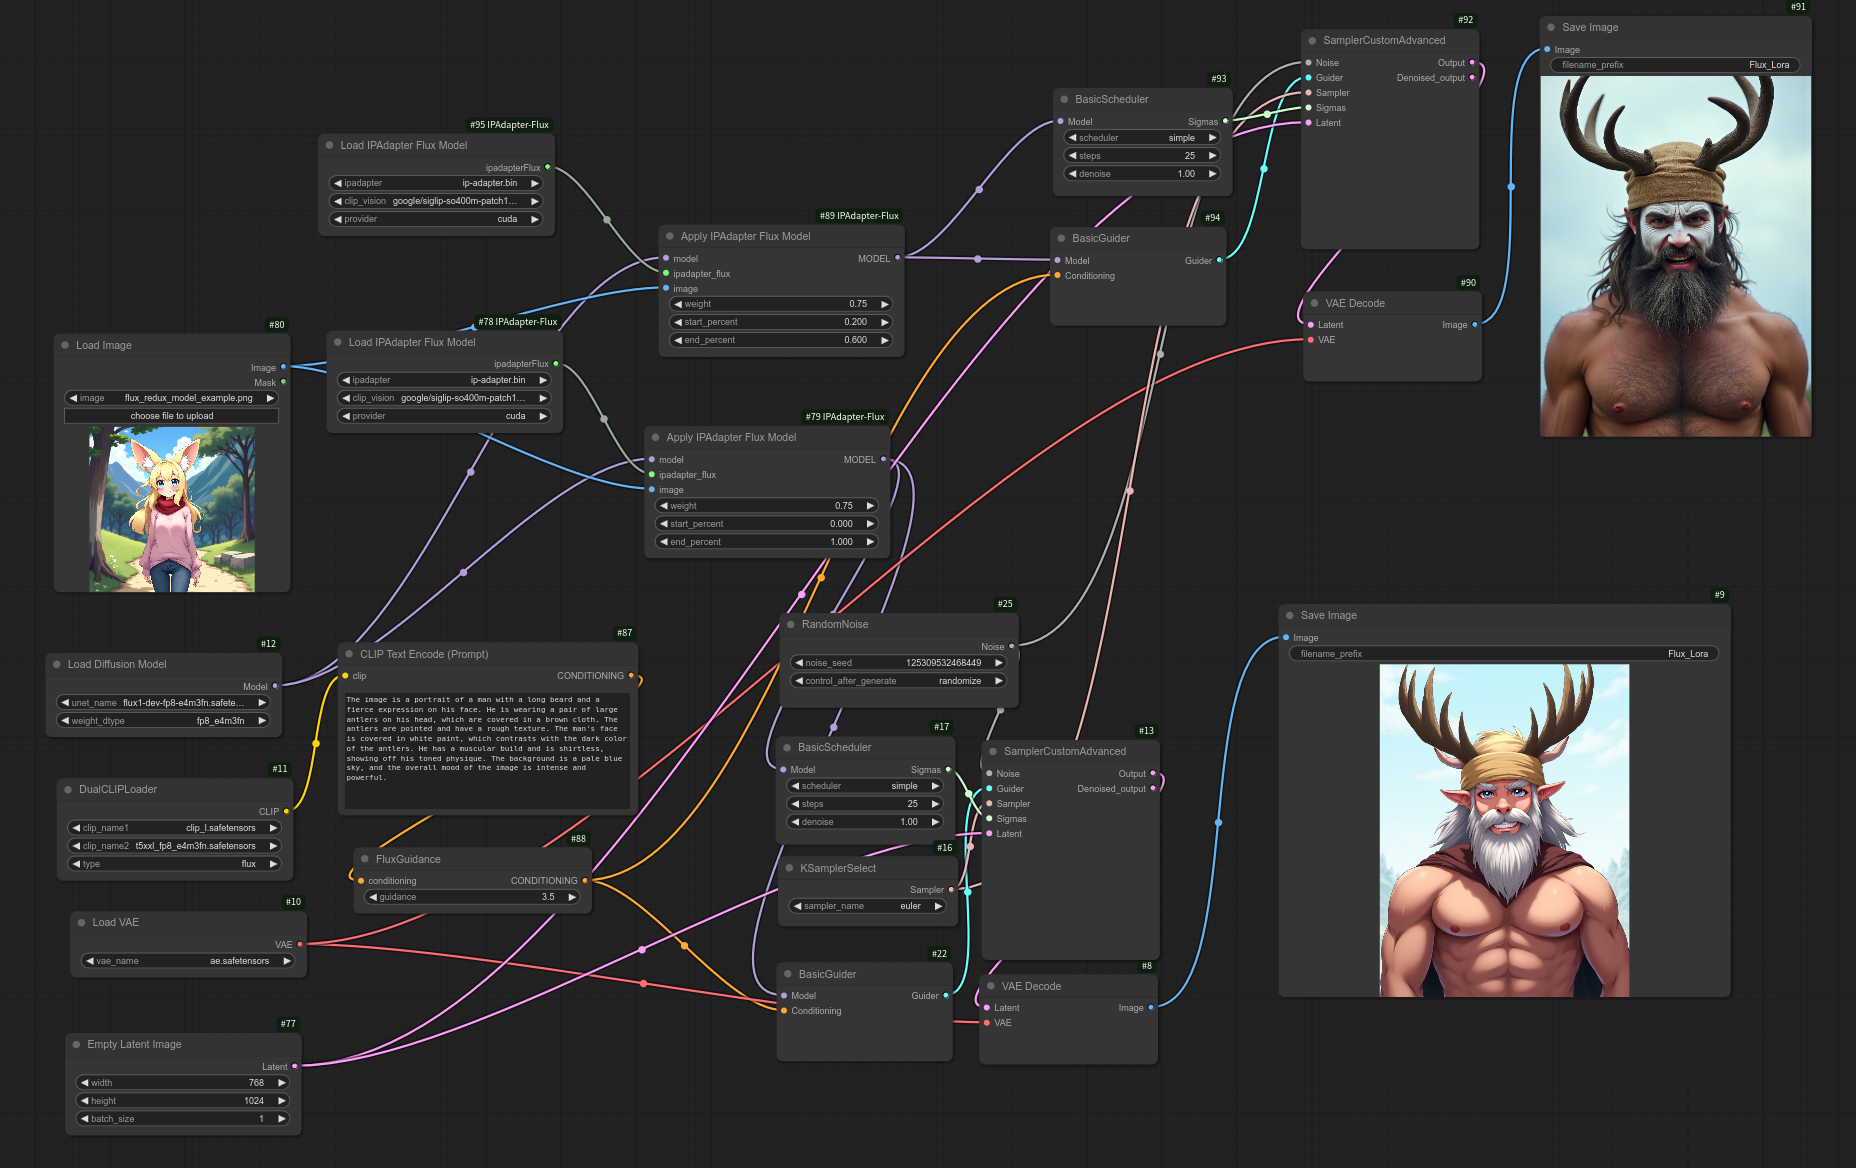 #95 IPAdapter-Flux
Load IPAdapter Flux Model
ipadapterFlux
ipadapter ip-adapter.bin
clip_vision google/siglip-so400m-patch1...
provider cuda
#80
Load Image
Image
Mask
image flux_redux_model_example.png
choose file to upload
#78 IPAdapter-Flux
Load IPAdapter Flux Model
ipadapterFlux
ipadapter ip-adapter.bin
clip_vision google/siglip-so400m-patch1...
provider cuda
#89 IPAdapter-Flux
Apply IPAdapter Flux Model
model MODEL
ipadapter_flux
image
weight 0.75
start_percent 0.200
end_percent 0.600
#79 IPAdapter-Flux
Apply IPAdapter Flux Model
model MODEL
ipadapter_flux
image
weight 0.75
start_percent 0.000
end_percent 1.000
#93
BasicScheduler
Model Sigmas
scheduler simple
steps 25
denoise 1.00
#94
BasicGuider
Model Guider
Conditioning
#92
SamplerCustomAdvanced
Noise Output
Guider Denoised_output
Sampler
Sigmas
Latent
#90
VAE Decode
Latent Image
VAE
#91
Save Image
Image
filename_prefix Flux_Lora
#12
Load Diffusion Model
Model
unet_name flux1-dev-fp8-e4m3fn.safete...
weight_dtype fp8_e4m3fn
#11
DualCLIPLoader
CLIP
clip_name1 clip_l.safetensors
clip_name2 t5xxl_fp8_e4m3fn.safetensors
type flux
#10
Load VAE
VAE
vae_name ae.safetensors
#77
Empty Latent Image
Latent
width 768
height 1024
batch_size 1
#87
CLIP Text Encode (Prompt)
clip CONDITIONING
The image is a portrait of a man with a long beard and a
fierce expression on his face. He is wearing a pair of large
antlers on his head, which are covered in a brown cloth. The
antlers are pointed and have a rough texture. The man's face
is covered in white paint, which contrasts with the dark color
of the antlers. He has a muscular build and is shirtless,
showing off his toned physique. The background is a pale blue
sky, and the overall mood of the image is intense and
powerful.
#88
FluxGuidance
conditioning CONDITIONING
guidance 3.5
#25
RandomNoise
Noise
noise_seed 125309532468449
control_after_generate randomize
#17
BasicScheduler
Model Sigmas
scheduler simple
steps 25
denoise 1.00
#16
KSamplerSelect
Sampler
sampler_name euler
#22
BasicGuider
Model Guider
Conditioning
#13
SamplerCustomAdvanced
Noise Output
Guider Denoised_output
Sampler
Sigmas
Latent
#8
VAE Decode
Latent Image
VAE
#9
Save Image
Image
filename_prefix Flux_Lora